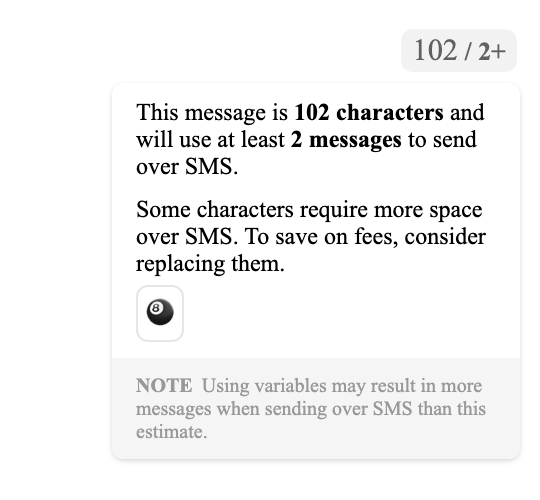 102 / 2+
This message is 102 characters and
will use at least 2 messages to send
over SMS.
Some characters require more space
over SMS. To save on fees, consider
replacing them.
🎱
NOTE Using variables may result in more
messages when sending over SMS than this
estimate.